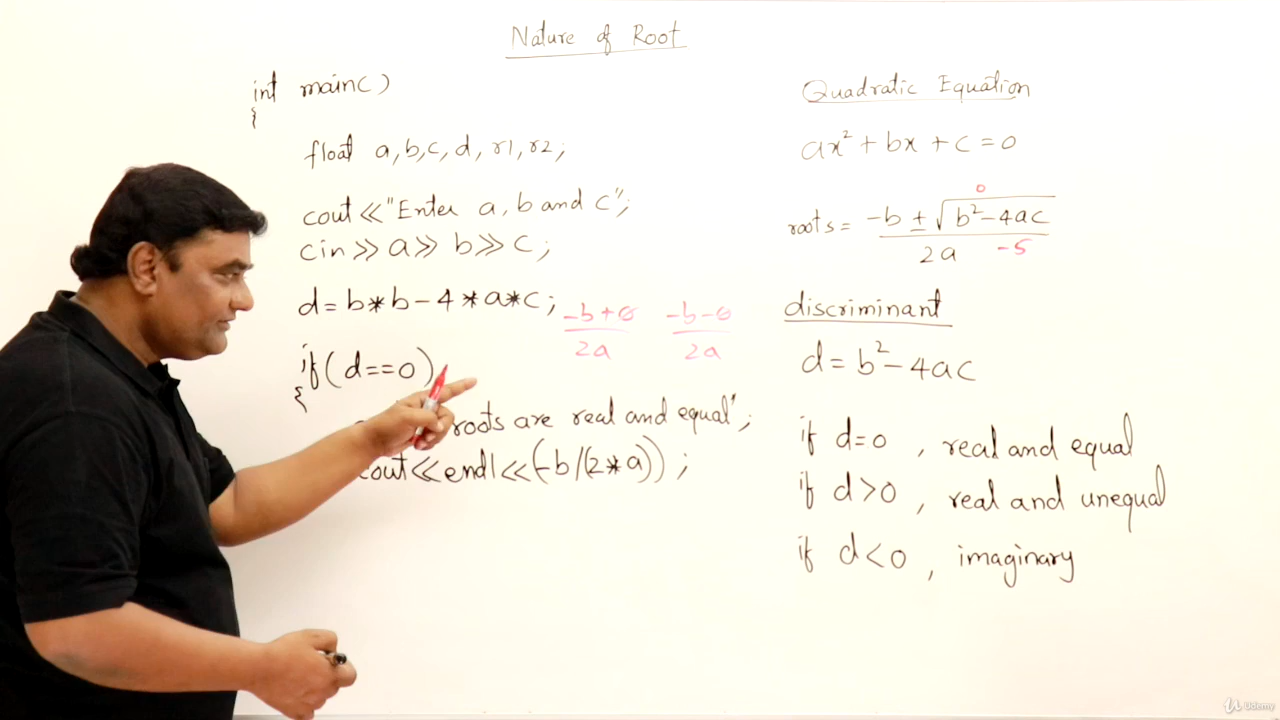 Nature of Root
int main()
{
float a,b,c,d,r1,r2;
cout<<"Enter a,b and c";
cin>>a>>b>>c;
d=b*b-4*a*c;
-b+0 / 2a
-b-0 / 2a
if(d==0)
{
roots are real and equal";
cout<<endl<<(-b/(2*a));
Quadratic Equation
ax²+bx+c=0
0
roots = -b ± √b²-4ac / 2a
-5
discriminant
d=b²-4ac
if d=0, real and equal
if d>0, real and unequal
if d<0, imaginary
Udemy